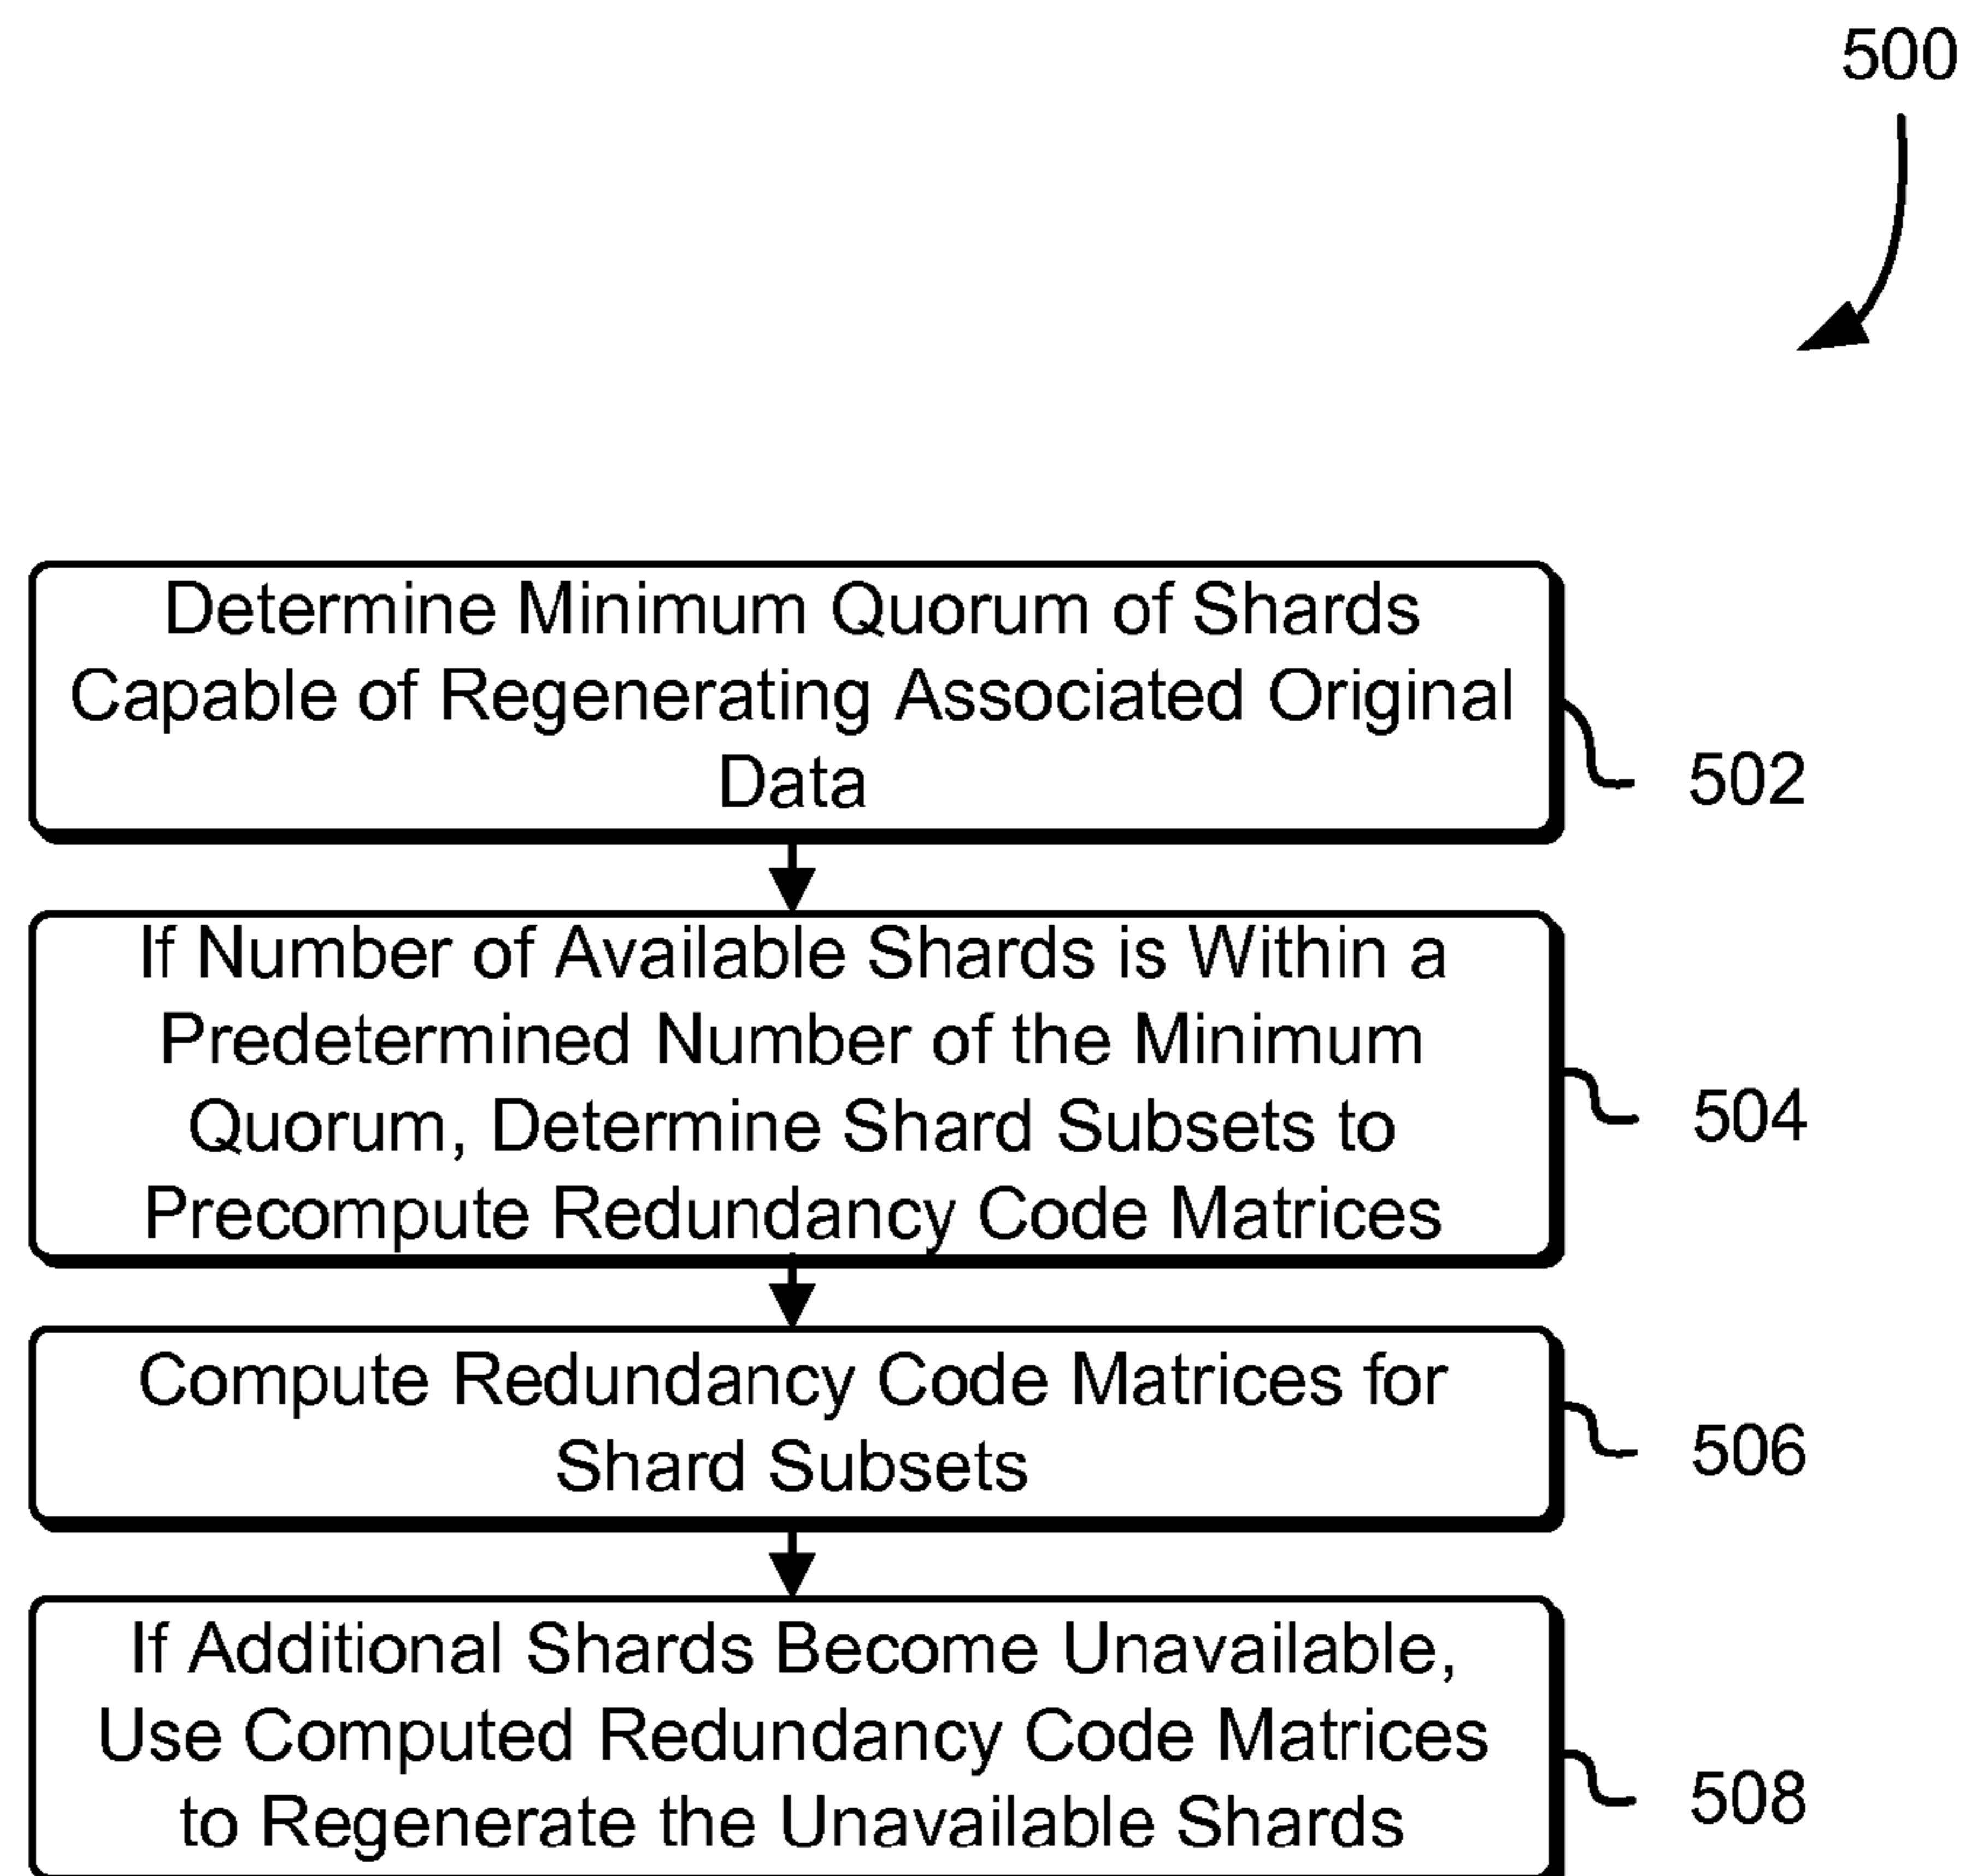 500
Determine Minimum Quorum of Shards
Capable of Regenerating Associated Original
Data
502
If Number of Available Shards is Within a
Predetermined Number of the Minimum
Quorum, Determine Shard Subsets to
Precompute Redundancy Code Matrices
504
Compute Redundancy Code Matrices for
Shard Subsets
506
If Additional Shards Become Unavailable,
Use Computed Redundancy Code Matrices
to Regenerate the Unavailable Shards
508